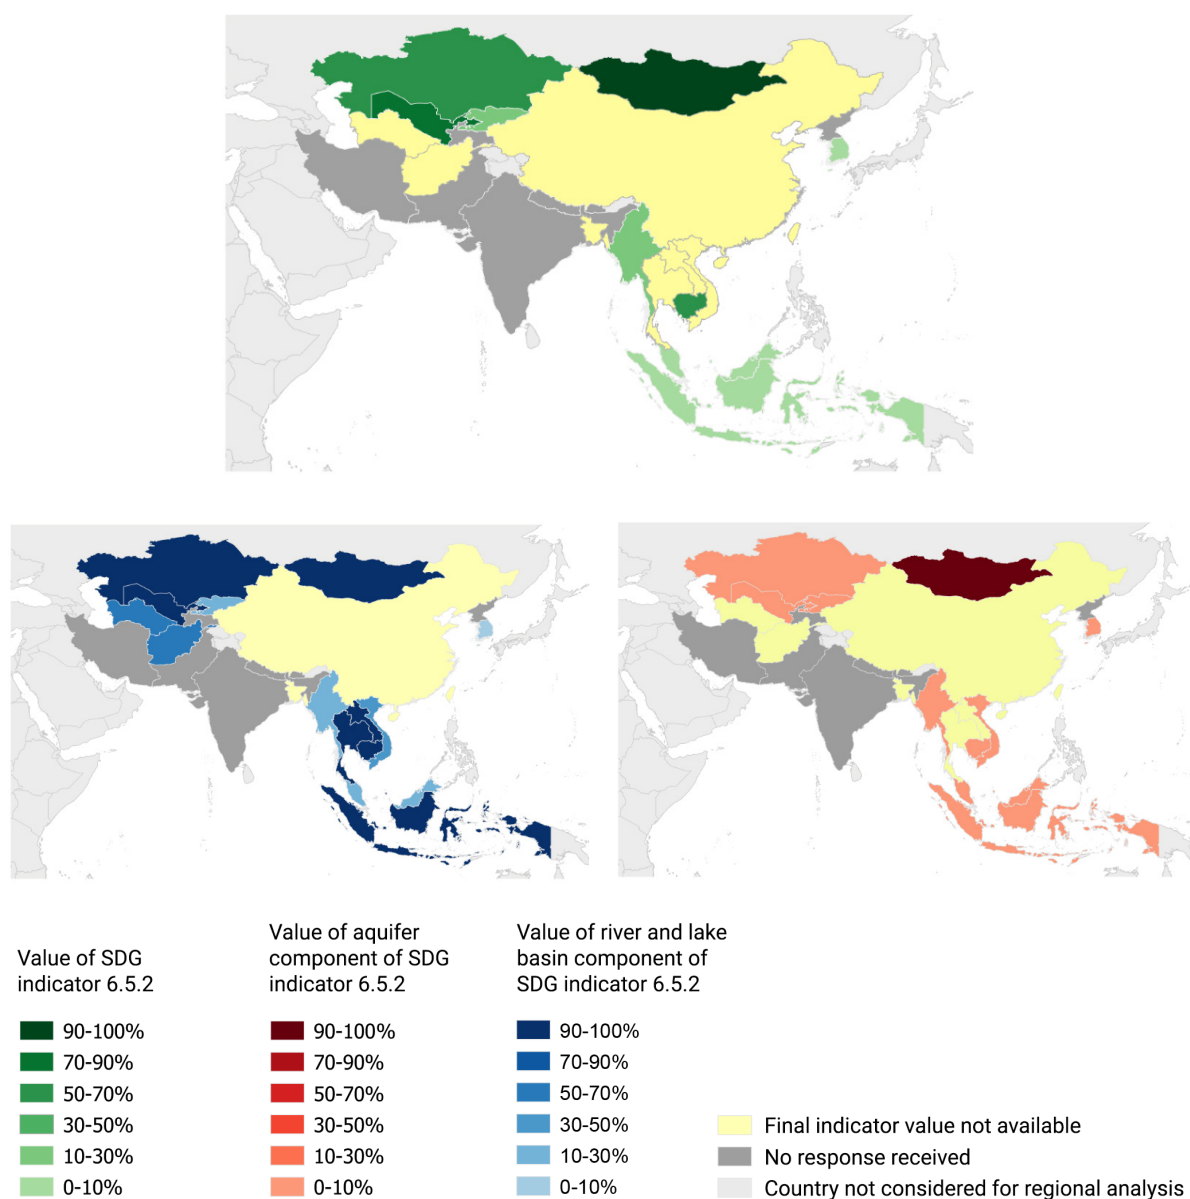 Value of SDG
indicator 6.5.2
90-100%
70-90%
50-70%
30-50%
10-30%
0-10%
Value of aquifer
component of SDG
indicator 6.5.2
90-100%
70-90%
50-70%
30-50%
10-30%
0-10%
Value of river and lake
basin component of
SDG indicator 6.5.2
90-100%
70-90%
50-70%
30-50%
10-30%
0-10%
Final indicator value not available
No response received
Country not considered for regional analysis